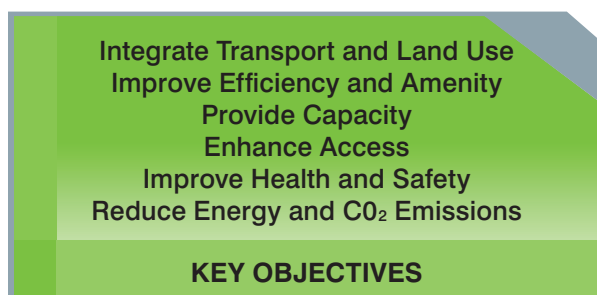 Integrate Transport and Land Use
Improve Efficiency and Amenity
Provide Capacity
Enhance Access
Improve Health and Safety
Reduce Energy and C0₂ Emissions
KEY OBJECTIVES